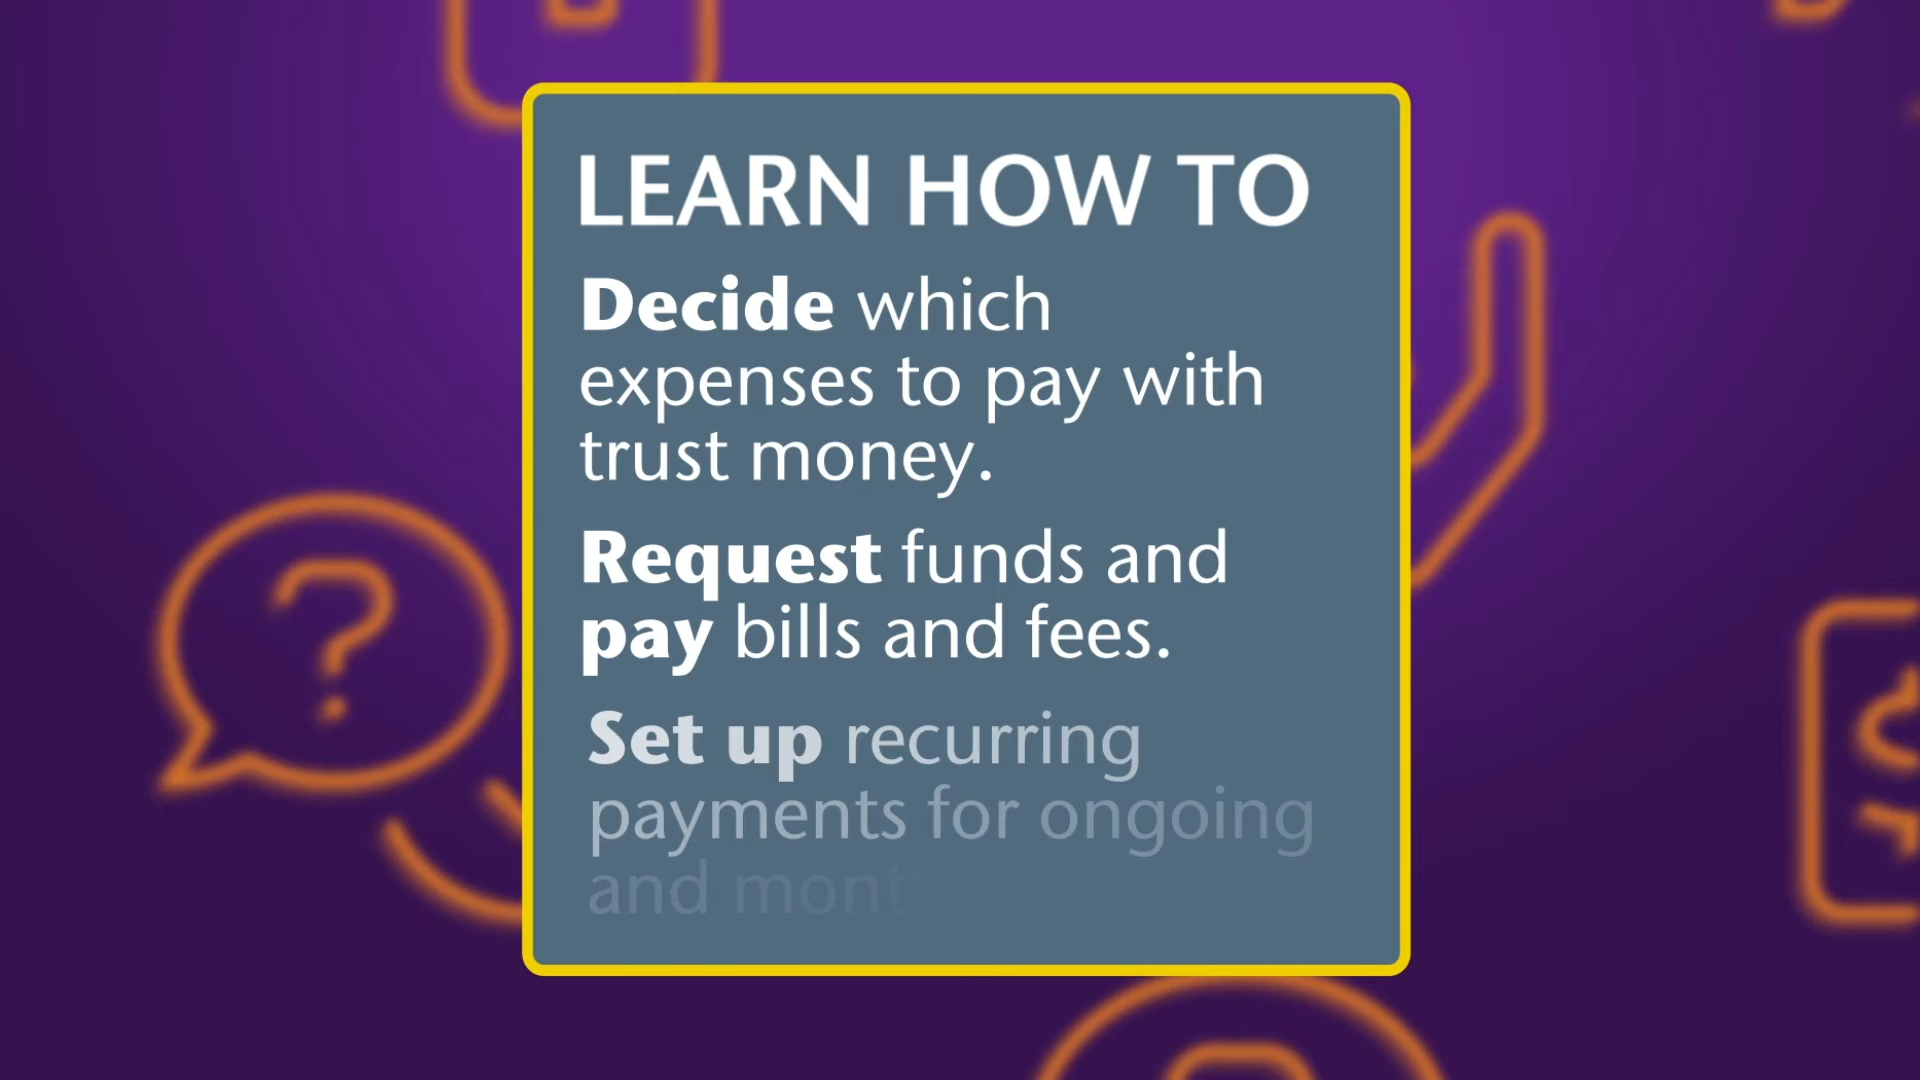 LEARN HOW TO
Decide which
expenses to pay with
trust money.
Request funds and
pay bills and fees.
Set up recurring
payments for ongoing
and month